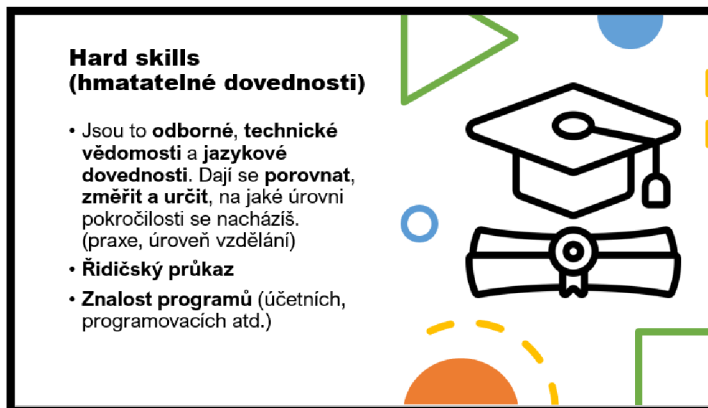 Hard skills
(hmatatelné dovednosti)
• Jsou to odborné, technické
vědomosti a jazykové
dovednosti. Dají se porovnat,
změřit a určit, na jaké úrovni
pokročilosti se nacházíš.
(praxe, úroveň vzdělání)
• Řidičský průkaz
• Znalost programů (účetních,
programovacích atd.)